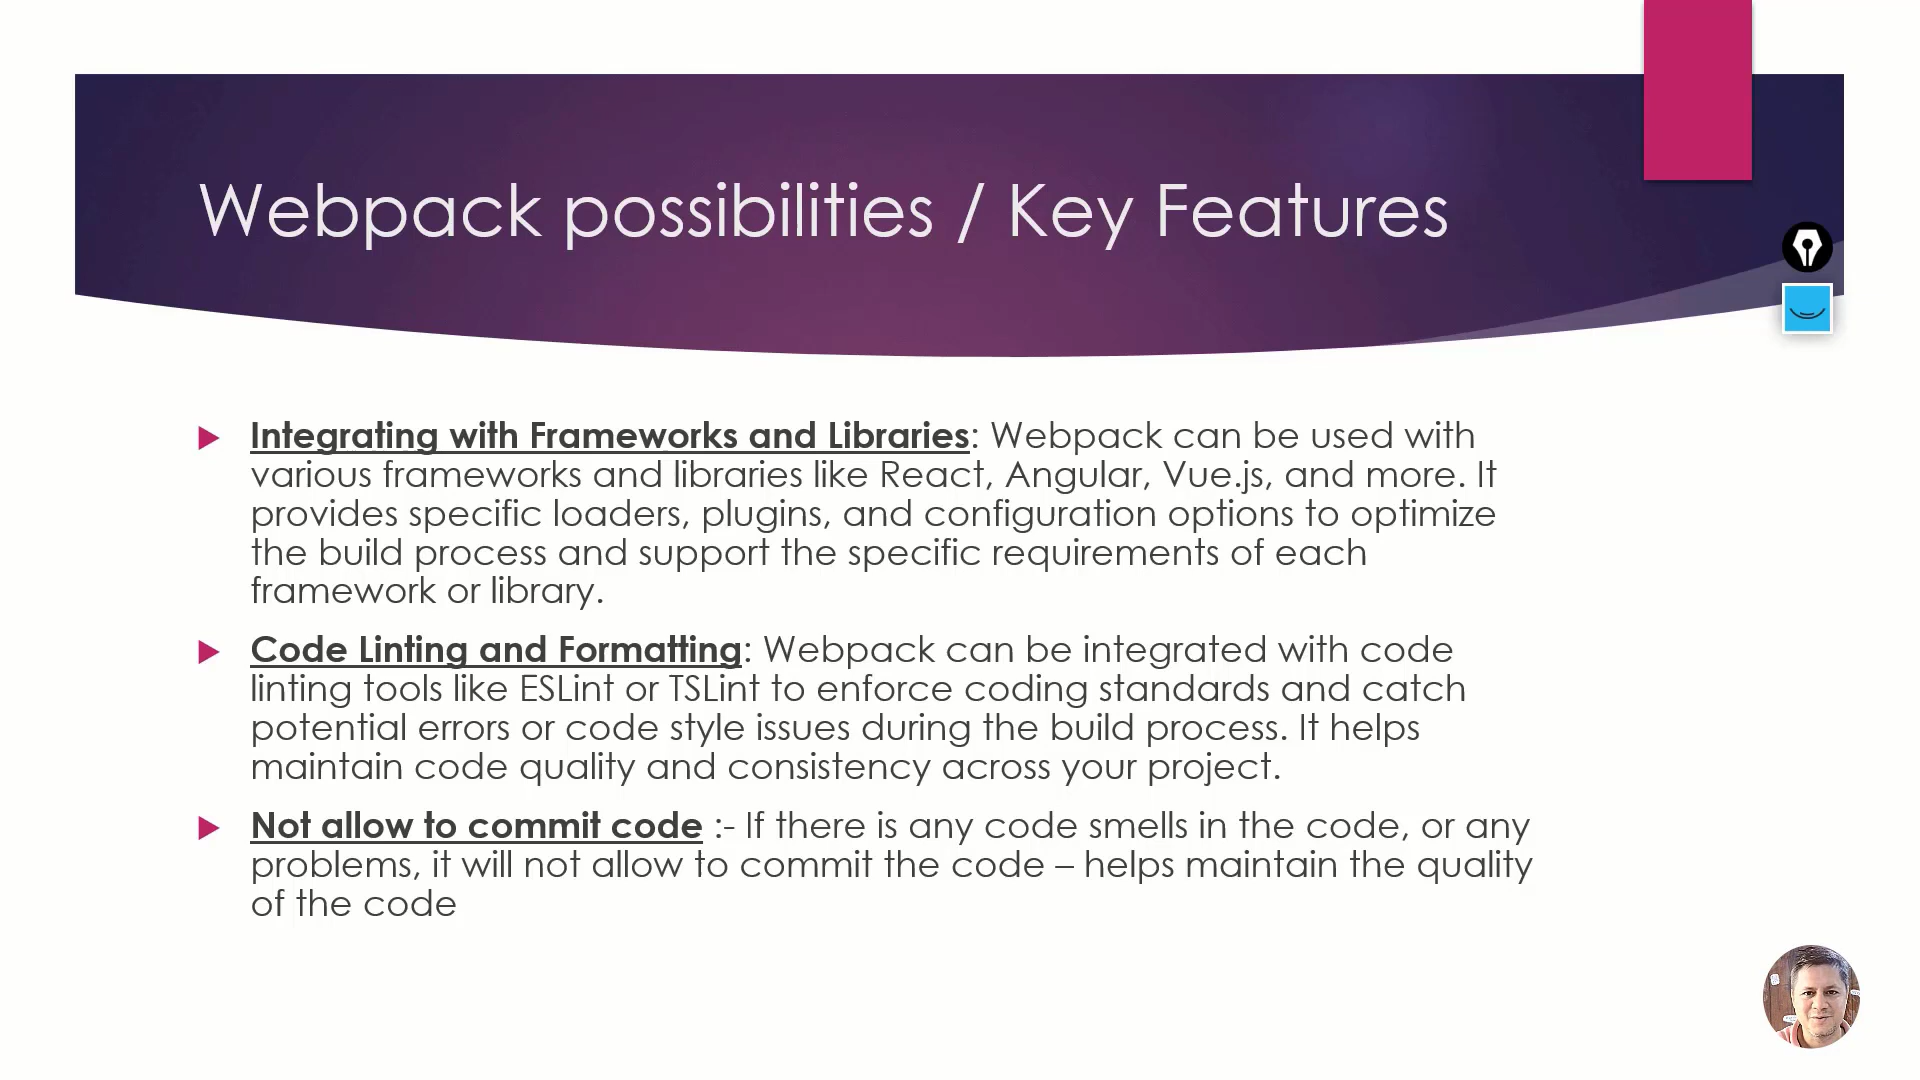 Webpack possibilities / Key Features
Integrating with Frameworks and Libraries: Webpack can be used with
various frameworks and libraries like React, Angular, Vue.js, and more. It
provides specific loaders, plugins, and configuration options to optimize
the build process and support the specific requirements of each
framework or library.
Code Linting and Formatting: Webpack can be integrated with code
linting tools like ESLint or TSLint to enforce coding standards and catch
potential errors or code style issues during the build process. It helps
maintain code quality and consistency across your project.
Not allow to commit code :- If there is any code smells in the code, or any
problems, it will not allow to commit the code – helps maintain the quality
of the code